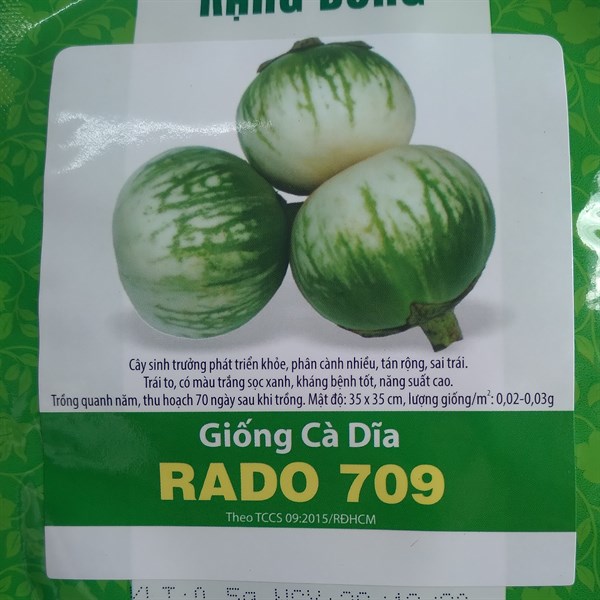 RẠNG ĐÔNG
Cây sinh trưởng phát triển khỏe, phân cành nhiều, tán rộng, sai trái.
Trái to, có màu trắng sọc xanh, kháng bệnh tốt, năng suất cao.
Trồng quanh năm, thu hoạch 70 ngày sau khi trồng. Mật độ: 35 x 35 cm, lượng giống/m²: 0,02-0,03g
Giống Cà Dĩa
RADO 709
Theo TCCS 09:2015/RĐHCM